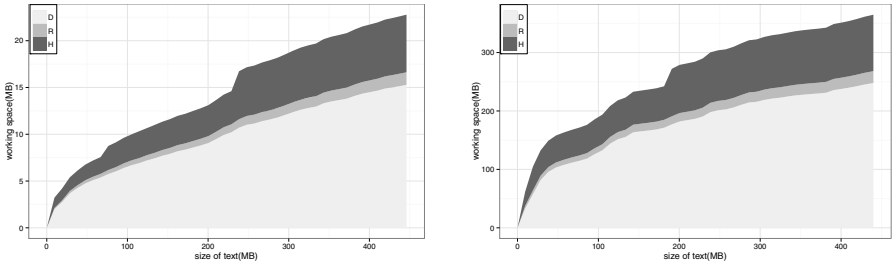 D
R
H
20
15
10
5
0
working space(MB)
0 100 200 300 400
size of text(MB)
D
R
H
300
200
100
0
working space(MB)
0 100 200 300 400
size of text(MB)